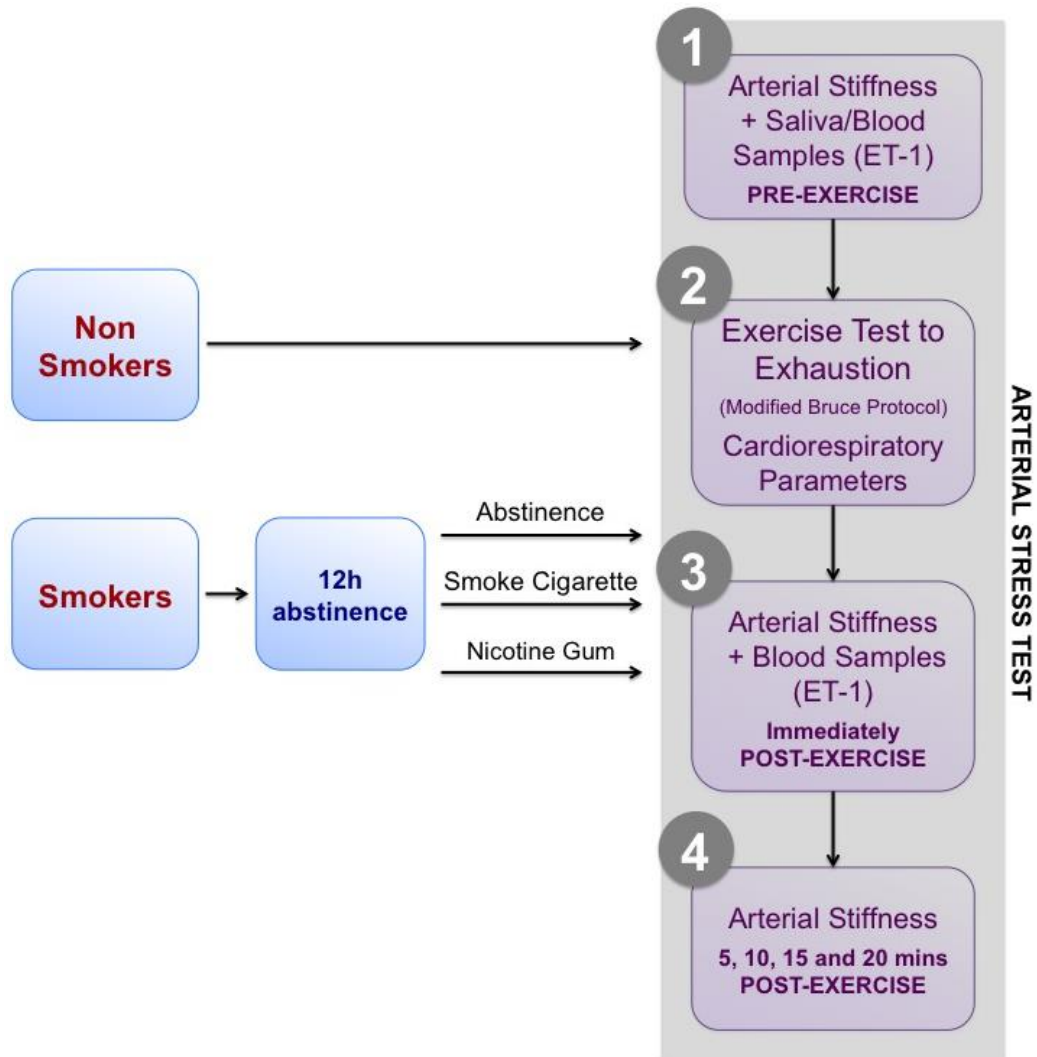 1
Arterial Stiffness
+ Saliva/Blood
Samples (ET-1)
PRE-EXERCISE
Non
Smokers
2
Exercise Test to
Exhaustion
(Modified Bruce Protocol)
Cardiorespiratory
Parameters
Smokers
12h
abstinence
Abstinence
Smoke Cigarette
Nicotine Gum
3
Arterial Stiffness
+ Blood Samples
(ET-1)
Immediately
POST-EXERCISE
4
Arterial Stiffness
5, 10, 15 and 20 mins
POST-EXERCISE
ARTERIAL STRESS TEST